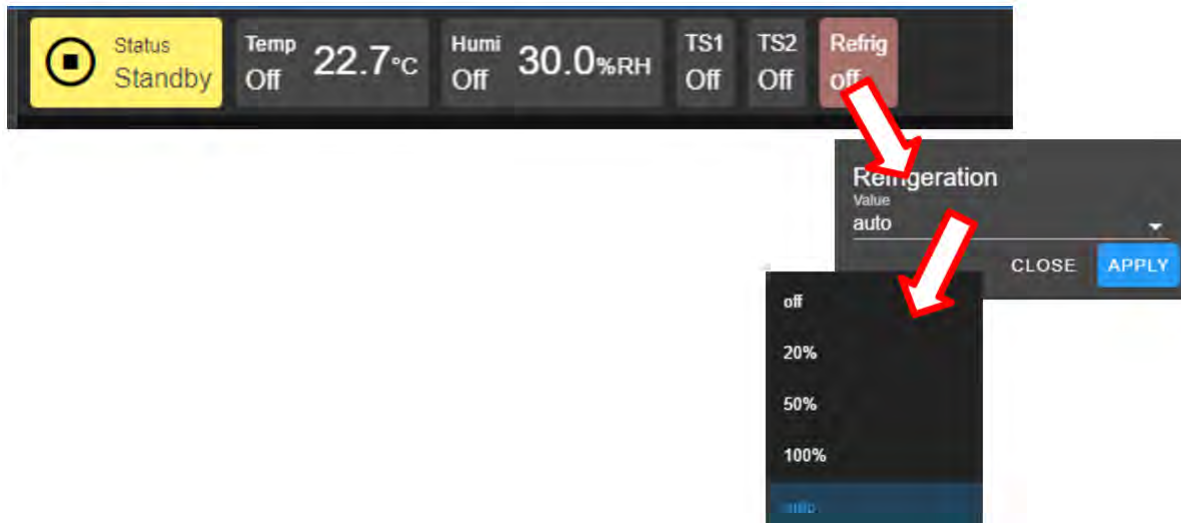 Status
Standby
Temp
Off
22.7°C
Humi
Off
30.0%RH
TS1
Off
TS2
Off
Refrig
off
Refrigeration
Value
auto
CLOSE
APPLY
off
20%
50%
100%
auto